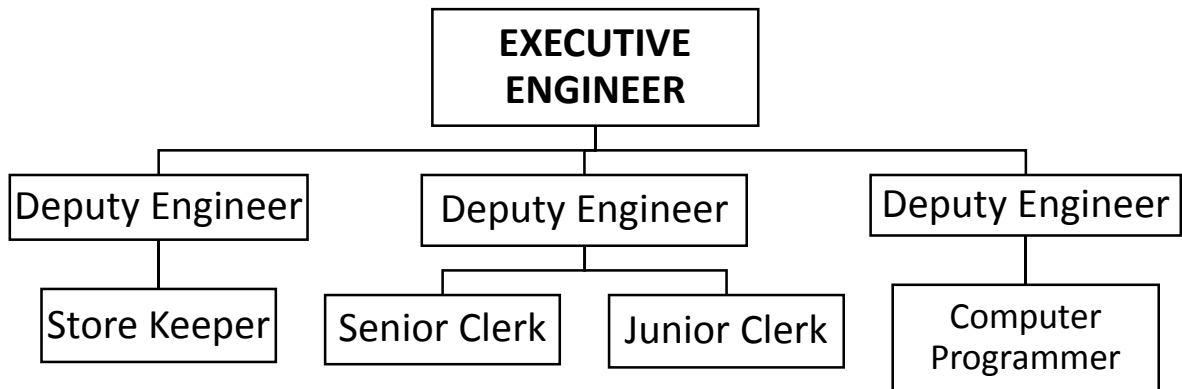 EXECUTIVE
ENGINEER
Deputy Engineer
Deputy Engineer
Deputy Engineer
Store Keeper
Senior Clerk
Junior Clerk
Computer
Programmer